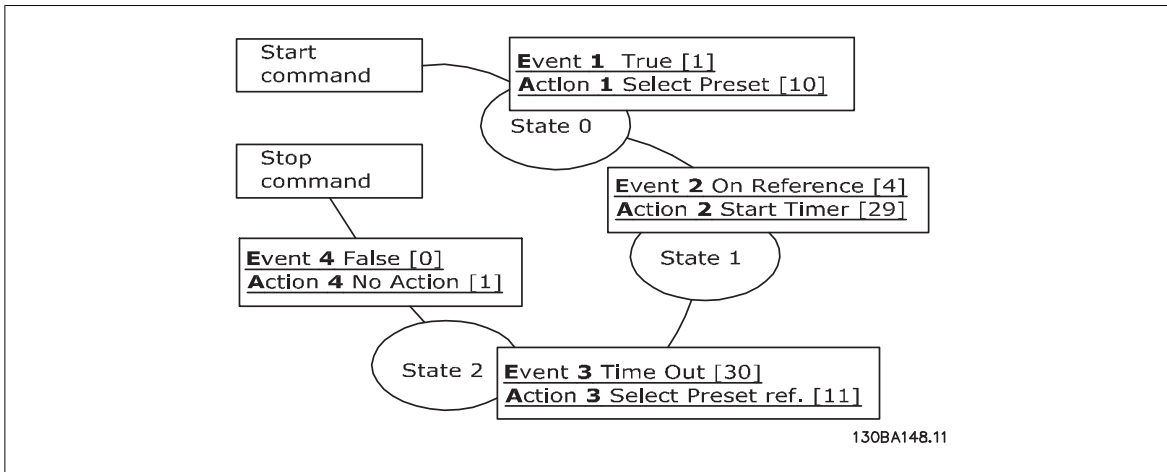 Start
command
Event 1 True [1]
Action 1 Select Preset [10]
State 0
Stop
command
Event 2 On Reference [4]
Action 2 Start Timer [29]
Event 4 False [0]
Action 4 No Action [1]
State 1
State 2
Event 3 Time Out [30]
Action 3 Select Preset ref. [11]
130BA148.11